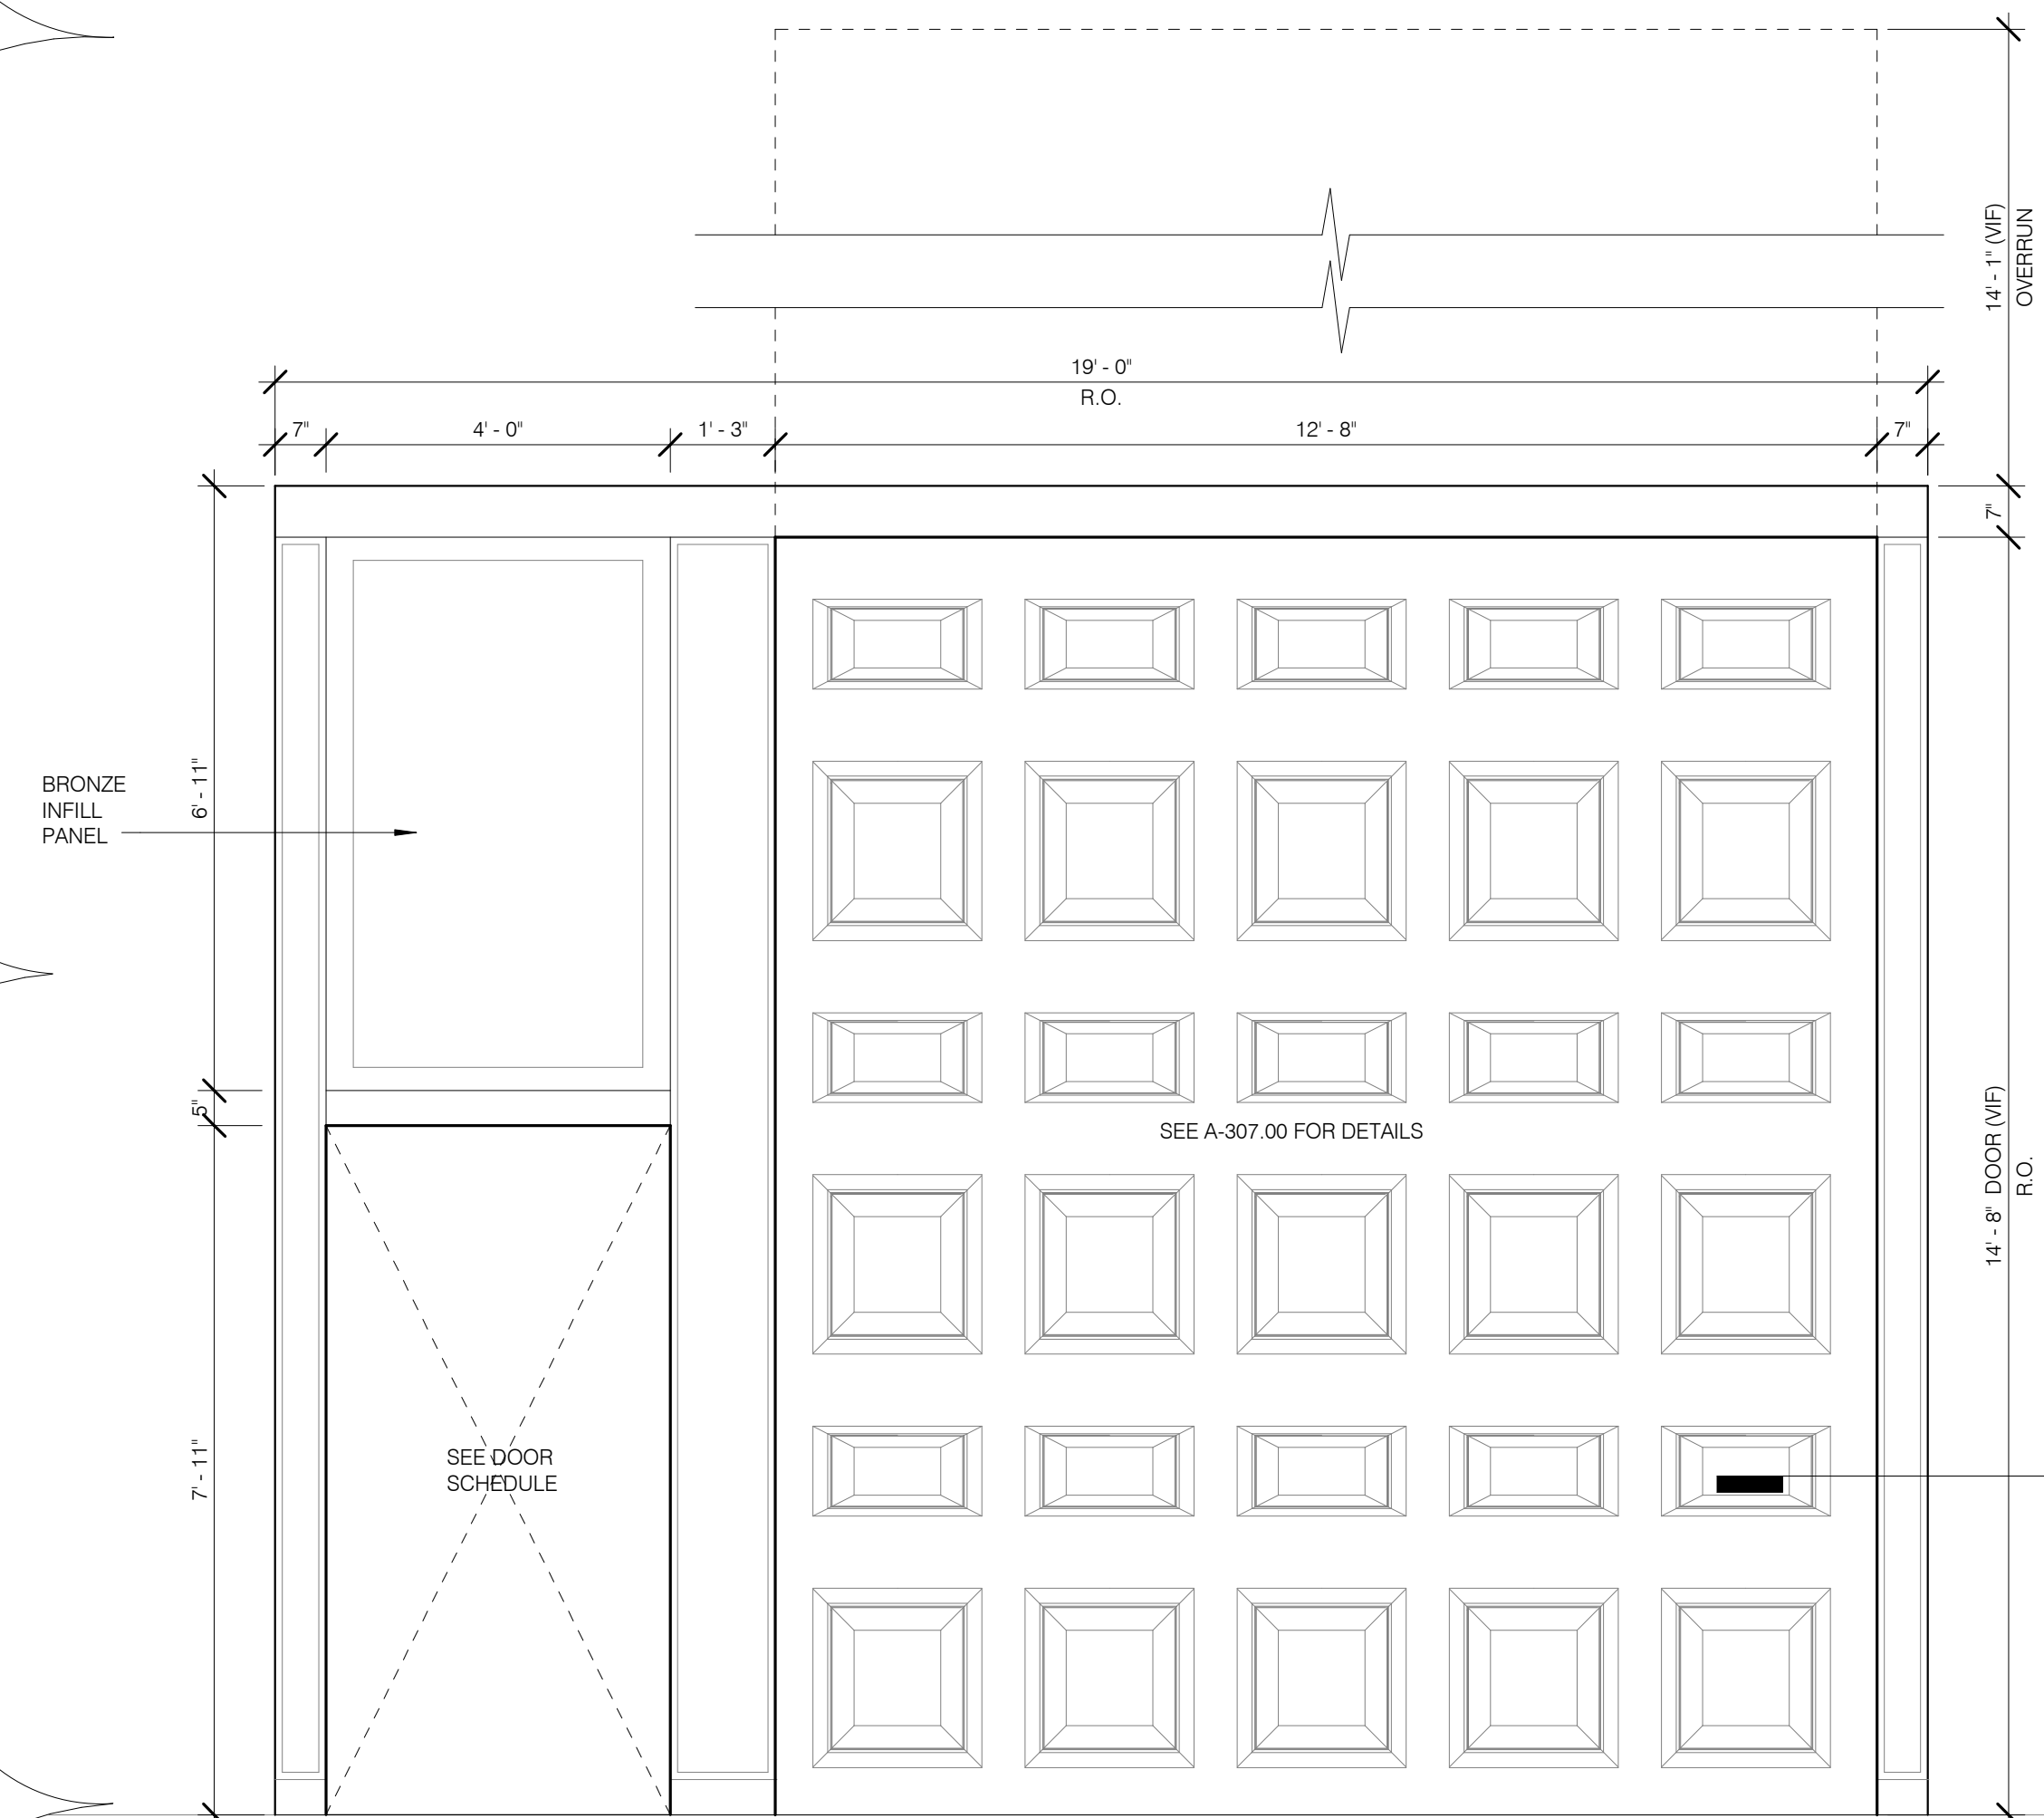 14' - 1" (VIF)
OVERRUN
19' - 0"
R.O.
7"
4' - 0"
1' - 3"
12' - 8"
7"
7"
6' - 11"
BRONZE
INFILL
PANEL
5"
SEE A-307.00 FOR DETAILS
14' - 8" DOOR (VIF)
R.O.
7' - 11"
SEE DOOR
SCHEDULE